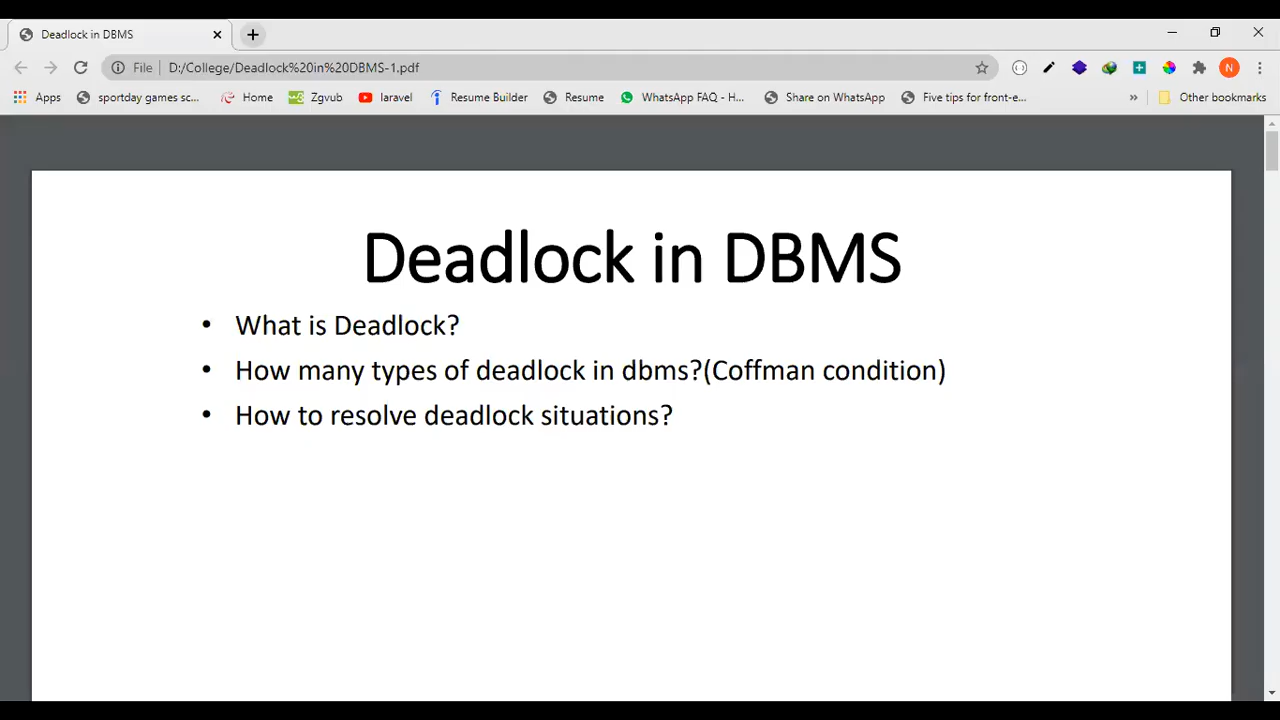 Deadlock in DBMS
File D:/College/Deadlock%20in%20DBMS-1.pdf N
Apps sportday games sc... Home Zgvub laravel Resume Builder Resume WhatsApp FAQ - H... Share on WhatsApp Five tips for front-e... » Other bookmarks
Deadlock in DBMS
• What is Deadlock?
• How many types of deadlock in dbms?(Coffman condition)
• How to resolve deadlock situations?